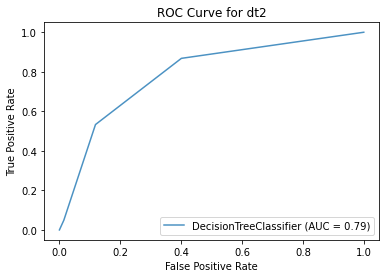 ROC Curve for dt2
True Positive Rate
1.0
0.8
0.6
0.4
0.2
0.0
DecisionTreeClassifier (AUC = 0.79)
0.0 0.2 0.4 0.6 0.8 1.0
False Positive Rate